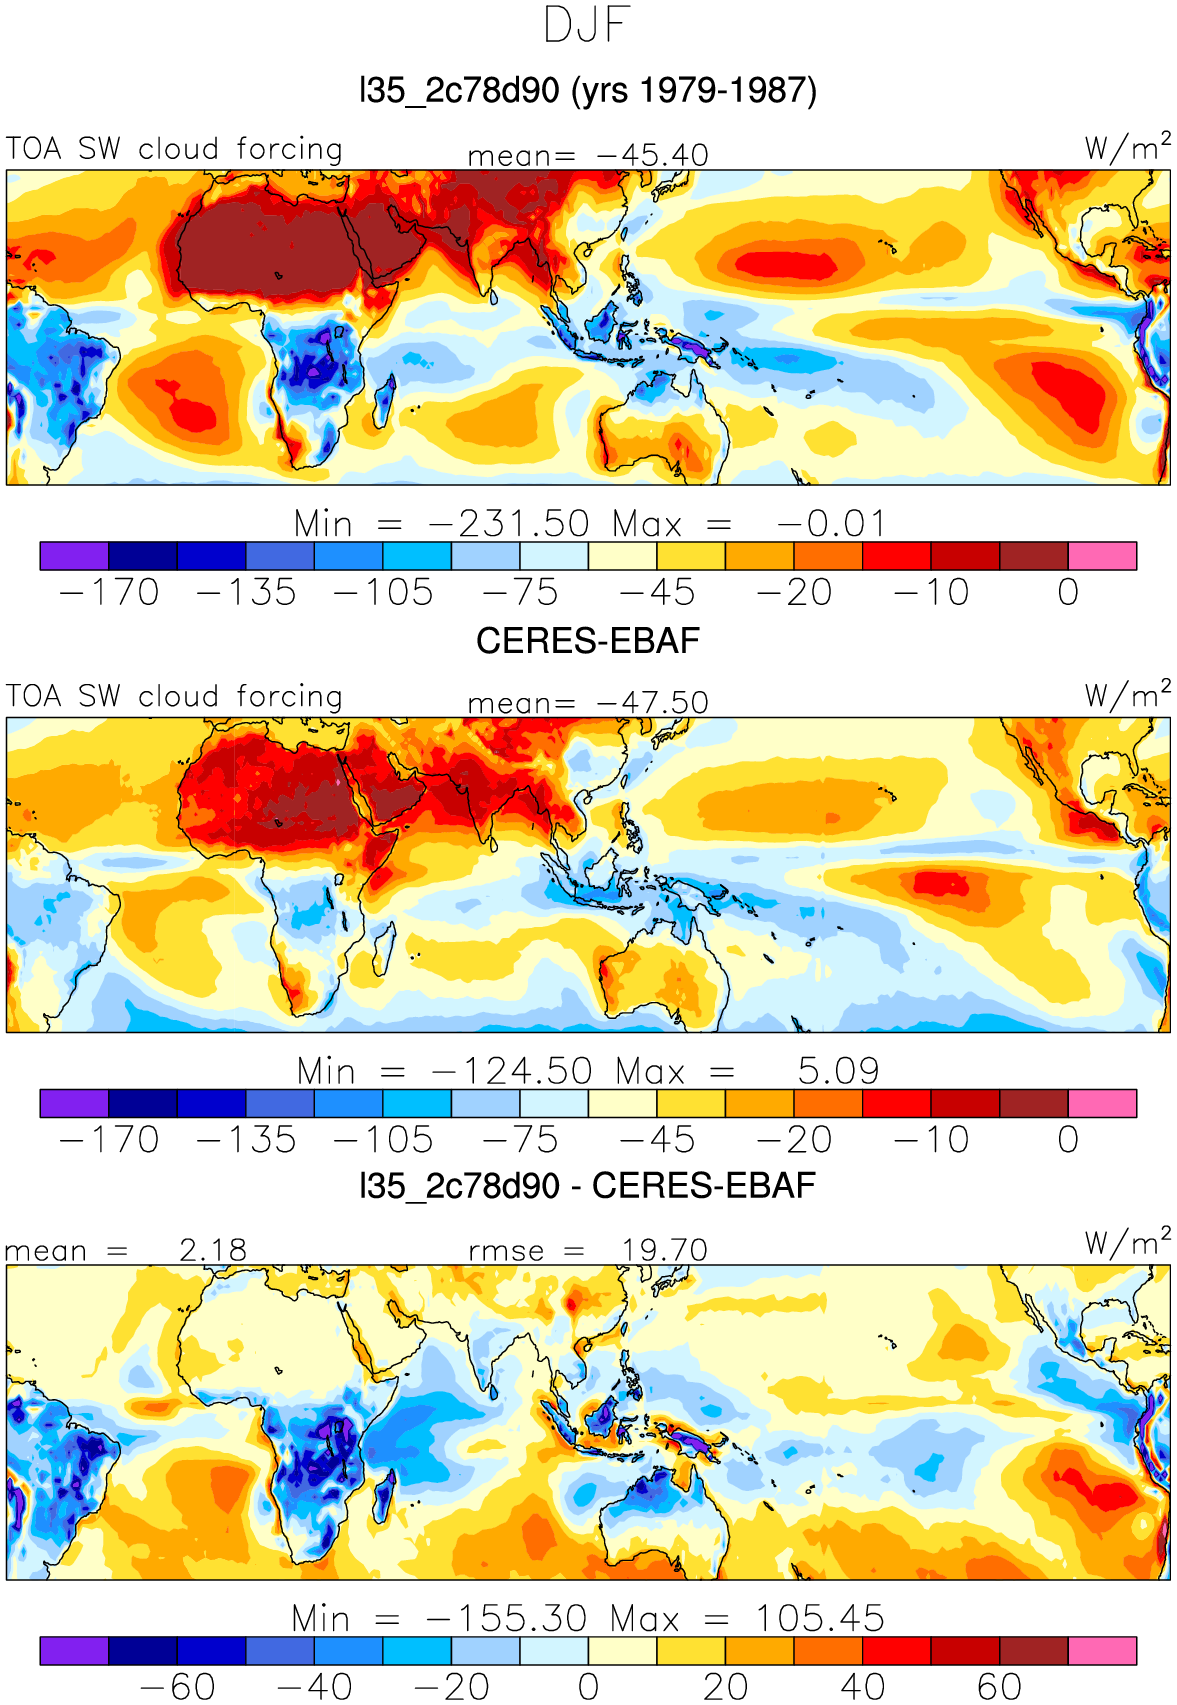 DJF
l35_2c78d90 (yrs 1979-1987)
TOA SW cloud forcing mean= −45.40 W/m²
Min = −231.50 Max = −0.01
−170 −135 −105 −75 −45 −20 −10 0
CERES-EBAF
TOA SW cloud forcing mean= −47.50 W/m²
Min = −124.50 Max = 5.09
−170 −135 −105 −75 −45 −20 −10 0
l35_2c78d90 - CERES-EBAF
mean = 2.18 rmse = 19.70 W/m²
Min = −155.30 Max = 105.45
−60 −40 −20 0 20 40 60